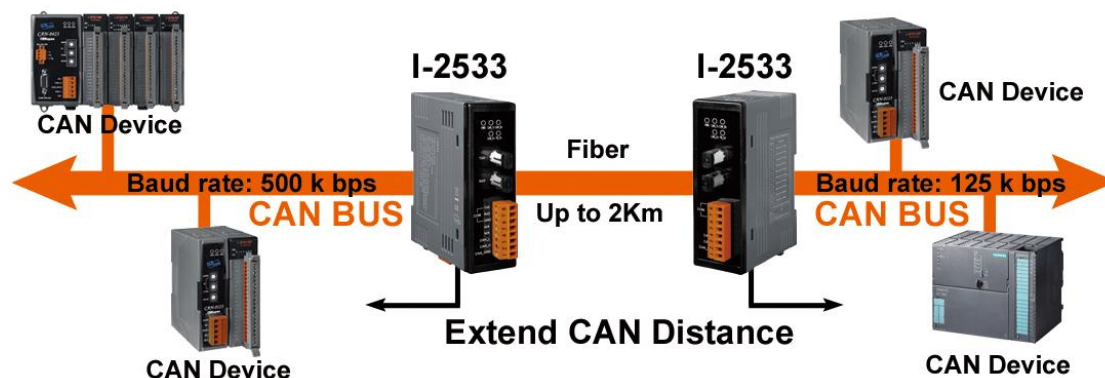 I-2533
I-2533
CAN Device
CAN Device
Fiber
Baud rate: 500 k bps
Baud rate: 125 k bps
CAN BUS
Up to 2Km
CAN BUS
Extend CAN Distance
CAN Device
CAN Device